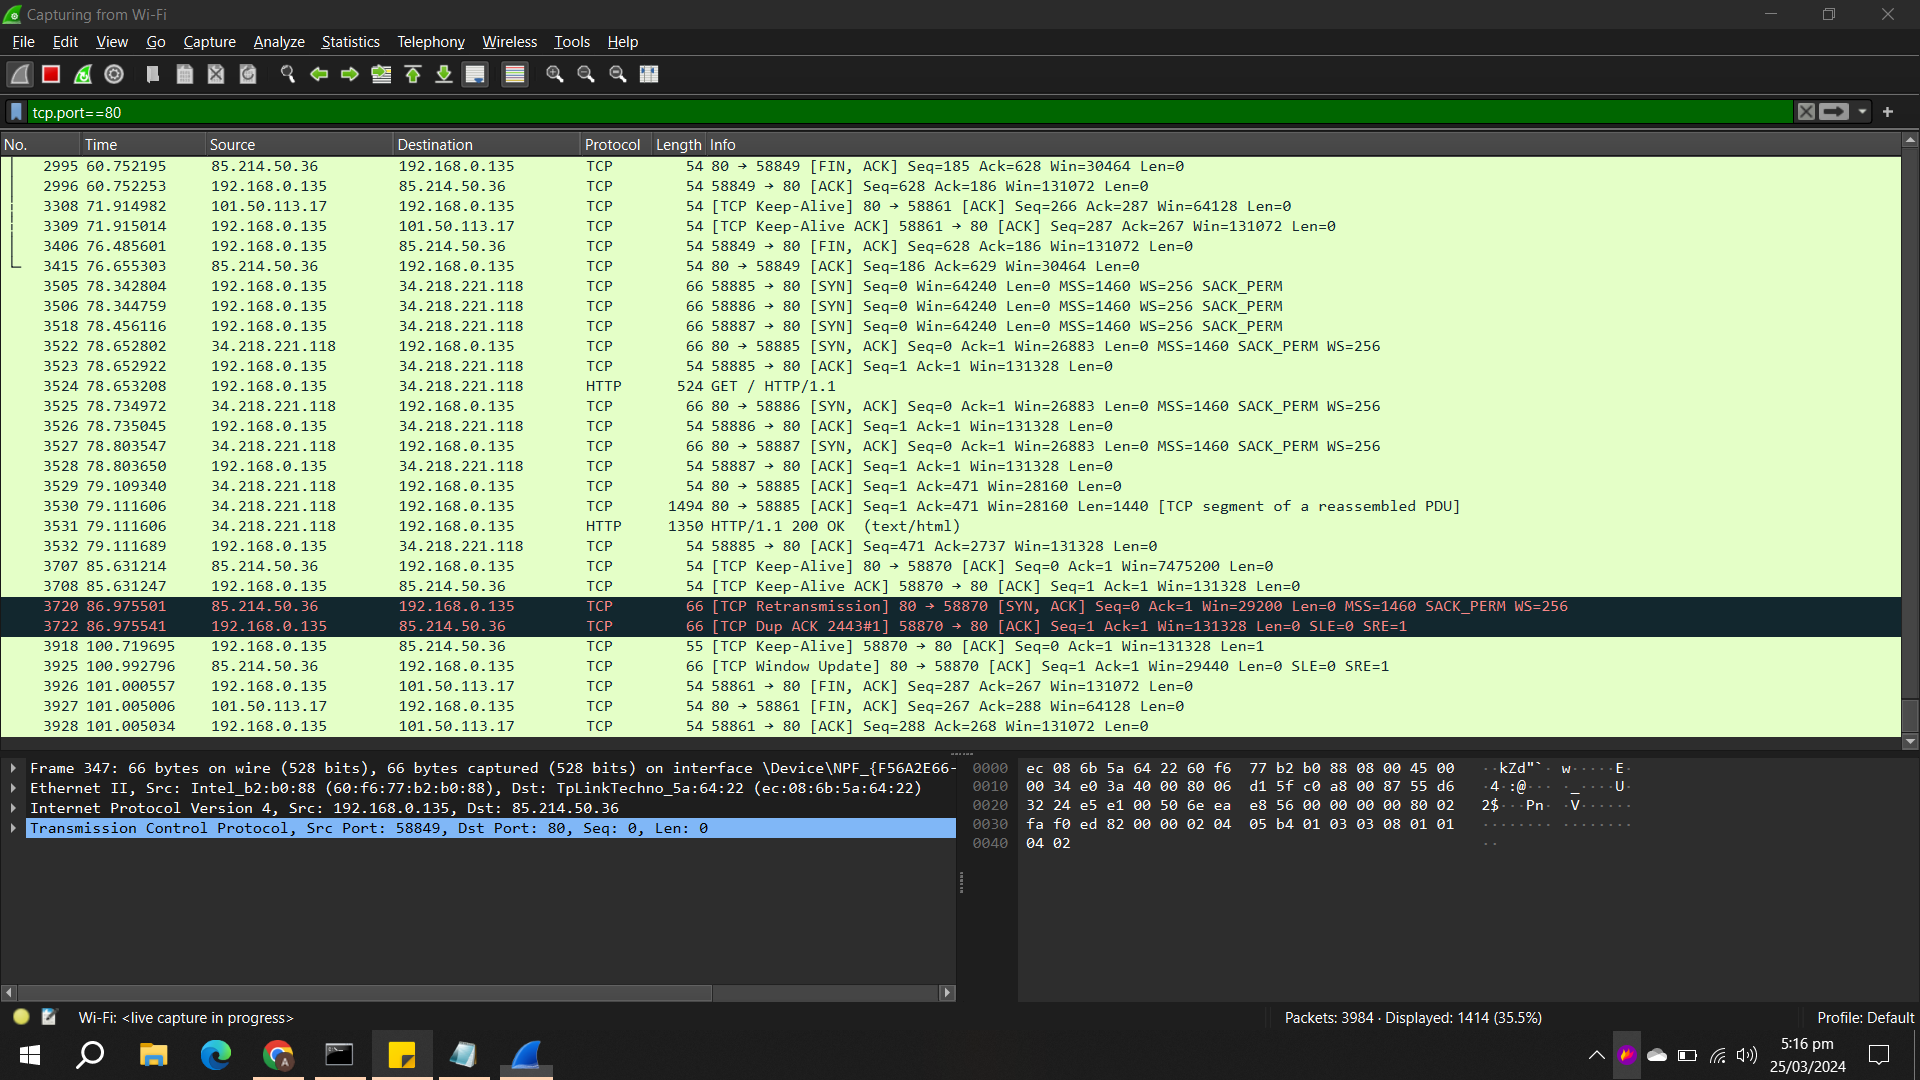 Capturing from Wi-Fi
File Edit View Go Capture Analyze Statistics Telephony Wireless Tools Help
tcp.port==80
No. Time Source Destination Protocol Length Info
2995 60.752195 85.214.50.36 192.168.0.135 TCP 54 80 → 58849 [FIN, ACK] Seq=185 Ack=628 Win=30464 Len=0
2996 60.752253 192.168.0.135 85.214.50.36 TCP 54 58849 → 80 [ACK] Seq=628 Ack=186 Win=131072 Len=0
3308 71.914982 101.50.113.17 192.168.0.135 TCP 54 [TCP Keep-Alive] 80 → 58861 [ACK] Seq=266 Ack=287 Win=64128 Len=0
3309 71.915014 192.168.0.135 101.50.113.17 TCP 54 [TCP Keep-Alive ACK] 58861 → 80 [ACK] Seq=287 Ack=267 Win=131072 Len=0
3406 76.485601 192.168.0.135 85.214.50.36 TCP 54 58849 → 80 [FIN, ACK] Seq=628 Ack=186 Win=131072 Len=0
3415 76.655303 85.214.50.36 192.168.0.135 TCP 54 80 → 58849 [ACK] Seq=186 Ack=629 Win=30464 Len=0
3505 78.342804 192.168.0.135 34.218.221.118 TCP 66 58885 → 80 [SYN] Seq=0 Win=64240 Len=0 MSS=1460 WS=256 SACK_PERM
3506 78.344759 192.168.0.135 34.218.221.118 TCP 66 58886 → 80 [SYN] Seq=0 Win=64240 Len=0 MSS=1460 WS=256 SACK_PERM
3518 78.456116 192.168.0.135 34.218.221.118 TCP 66 58887 → 80 [SYN] Seq=0 Win=64240 Len=0 MSS=1460 WS=256 SACK_PERM
3522 78.652802 34.218.221.118 192.168.0.135 TCP 66 80 → 58885 [SYN, ACK] Seq=0 Ack=1 Win=26883 Len=0 MSS=1460 SACK_PERM WS=256
3523 78.652922 192.168.0.135 34.218.221.118 TCP 54 58885 → 80 [ACK] Seq=1 Ack=1 Win=131328 Len=0
3524 78.653208 192.168.0.135 34.218.221.118 HTTP 524 GET / HTTP/1.1
3525 78.734972 34.218.221.118 192.168.0.135 TCP 66 80 → 58886 [SYN, ACK] Seq=0 Ack=1 Win=26883 Len=0 MSS=1460 SACK_PERM WS=256
3526 78.735045 192.168.0.135 34.218.221.118 TCP 54 58886 → 80 [ACK] Seq=1 Ack=1 Win=131328 Len=0
3527 78.803547 34.218.221.118 192.168.0.135 TCP 66 80 → 58887 [SYN, ACK] Seq=0 Ack=1 Win=26883 Len=0 MSS=1460 SACK_PERM WS=256
3528 78.803650 192.168.0.135 34.218.221.118 TCP 54 58887 → 80 [ACK] Seq=1 Ack=1 Win=131328 Len=0
3529 79.109340 34.218.221.118 192.168.0.135 TCP 54 80 → 58885 [ACK] Seq=1 Ack=471 Win=28160 Len=0
3530 79.111606 34.218.221.118 192.168.0.135 TCP 1494 80 → 58885 [ACK] Seq=1 Ack=471 Win=28160 Len=1440 [TCP segment of a reassembled PDU]
3531 79.111606 34.218.221.118 192.168.0.135 HTTP 1350 HTTP/1.1 200 OK (text/html)
3532 79.111689 192.168.0.135 34.218.221.118 TCP 54 58885 → 80 [ACK] Seq=471 Ack=2737 Win=131328 Len=0
3707 85.631214 85.214.50.36 192.168.0.135 TCP 54 [TCP Keep-Alive] 80 → 58870 [ACK] Seq=0 Ack=1 Win=7475200 Len=0
3708 85.631247 192.168.0.135 85.214.50.36 TCP 54 [TCP Keep-Alive ACK] 58870 → 80 [ACK] Seq=1 Ack=1 Win=131328 Len=0
3720 86.975501 85.214.50.36 192.168.0.135 TCP 66 [TCP Retransmission] 80 → 58870 [SYN, ACK] Seq=0 Ack=1 Win=29200 Len=0 MSS=1460 SACK_PERM WS=256
3722 86.975541 192.168.0.135 85.214.50.36 TCP 66 [TCP Dup ACK 2443#1] 58870 → 80 [ACK] Seq=1 Ack=1 Win=131328 Len=0 SLE=0 SRE=1
3918 100.719695 192.168.0.135 85.214.50.36 TCP 55 [TCP Keep-Alive] 58870 → 80 [ACK] Seq=0 Ack=1 Win=131328 Len=1
3925 100.992796 85.214.50.36 192.168.0.135 TCP 66 [TCP Window Update] 80 → 58870 [ACK] Seq=1 Ack=1 Win=29440 Len=0 SLE=0 SRE=1
3926 101.000557 192.168.0.135 101.50.113.17 TCP 54 58861 → 80 [FIN, ACK] Seq=287 Ack=267 Win=131072 Len=0
3927 101.005006 101.50.113.17 192.168.0.135 TCP 54 80 → 58861 [FIN, ACK] Seq=267 Ack=288 Win=64128 Len=0
3928 101.005034 192.168.0.135 101.50.113.17 TCP 54 58861 → 80 [ACK] Seq=288 Ack=268 Win=131072 Len=0
Frame 347: 66 bytes on wire (528 bits), 66 bytes captured (528 bits) on interface \Device\NPF_{F56A2E66-
Ethernet II, Src: Intel_b2:b0:88 (60:f6:77:b2:b0:88), Dst: TpLinkTechno_5a:64:22 (ec:08:6b:5a:64:22)
Internet Protocol Version 4, Src: 192.168.0.135, Dst: 85.214.50.36
Transmission Control Protocol, Src Port: 58849, Dst Port: 80, Seq: 0, Len: 0
0000 ec 08 6b 5a 64 22 60 f6 77 b2 b0 88 08 00 45 00 ··kZd"`· w·····E·
0010 00 34 e0 3a 40 00 80 06 d1 5f c0 a8 00 87 55 d6 ·4·:@··· ·_····U·
0020 32 24 e5 e1 00 50 6e ea e8 56 00 00 00 00 80 02 2$···Pn· ·V······
0030 fa f0 ed 82 00 00 02 04 05 b4 01 03 03 08 01 01 ········ ········
0040 04 02 ··
Wi-Fi: <live capture in progress>
Packets: 3984 · Displayed: 1414 (35.5%)
Profile: Default
A
5:16 pm
25/03/2024